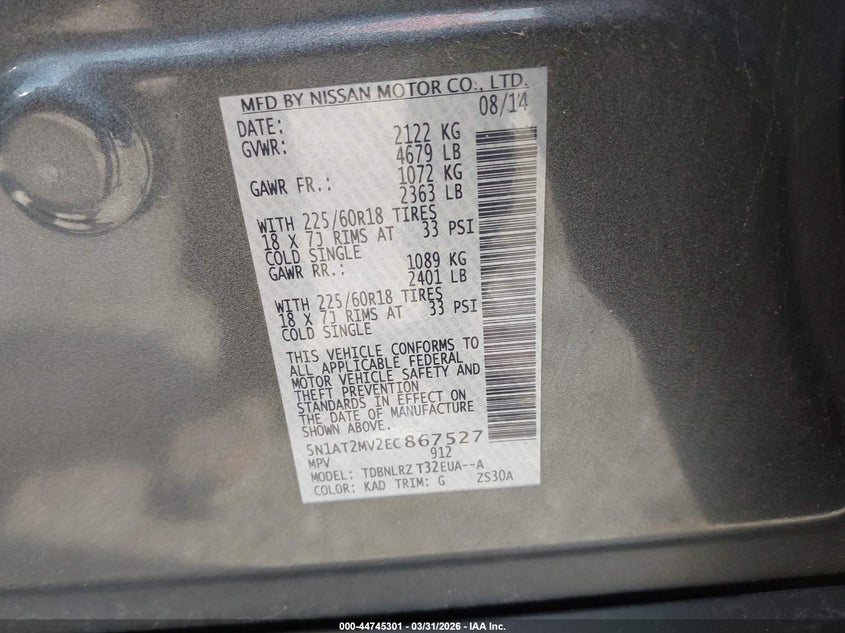 MFD BY NISSAN MOTOR CO., LTD.
DATE: 08/14
GVWR: 2122 KG
4679 LB
GAWR FR.: 1072 KG
2363 LB
WITH 225/60R18 TIRES
18 X 7J RIMS AT 33 PSI
COLD SINGLE
GAWR RR.: 1089 KG
2401 LB
WITH 225/60R18 TIRES
18 X 7J RIMS AT 33 PSI
COLD SINGLE
THIS VEHICLE CONFORMS TO
ALL APPLICABLE FEDERAL
MOTOR VEHICLE SAFETY AND
THEFT PREVENTION
STANDARDS IN EFFECT ON
THE DATE OF MANUFACTURE
SHOWN ABOVE.
5N1AT2MV2EC867527
MPV 912
MODEL: TDBNLRZ T32EUA--A
COLOR: KAD TRIM: G ZS30A
000-44745301 - 03/31/2026 - IAA Inc.